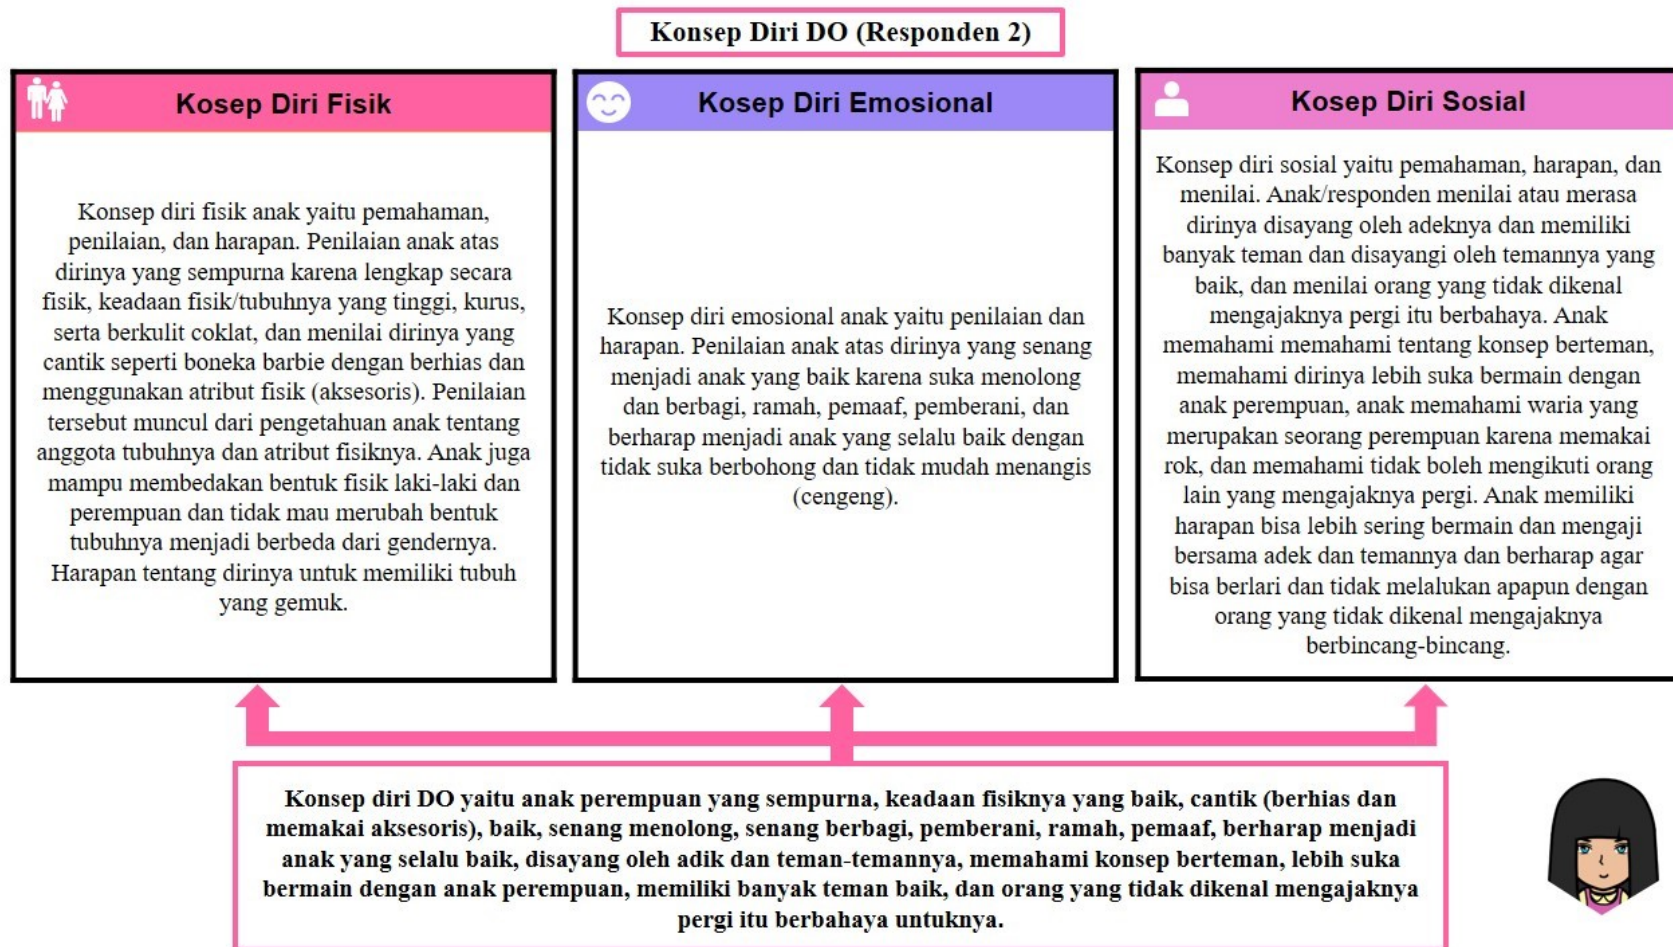 Konsep Diri DO (Responden 2)
Kosep Diri Fisik
Konsep diri fisik anak yaitu pemahaman,
penilaian, dan harapan. Penilaian anak atas
dirinya yang sempurna karena lengkap secara
fisik, keadaan fisik/tubuhnya yang tinggi, kurus,
serta berkulit coklat, dan menilai dirinya yang
cantik seperti boneka barbie dengan berhias dan
menggunakan atribut fisik (aksesoris). Penilaian
tersebut muncul dari pengetahuan anak tentang
anggota tubuhnya dan atribut fisiknya. Anak juga
mampu membedakan bentuk fisik laki-laki dan
perempuan dan tidak mau merubah bentuk
tubuhnya menjadi berbeda dari gendernya.
Harapan tentang dirinya untuk memiliki tubuh
yang gemuk.
Kosep Diri Emosional
Konsep diri emosional anak yaitu penilaian dan
harapan. Penilaian anak atas dirinya yang senang
menjadi anak yang baik karena suka menolong
dan berbagi, ramah, pemaaf, pemberani, dan
berharap menjadi anak yang selalu baik dengan
tidak suka berbohong dan tidak mudah menangis
(cengeng).
Kosep Diri Sosial
Konsep diri sosial yaitu pemahaman, harapan, dan
menilai. Anak/responden menilai atau merasa
dirinya disayang oleh adeknya dan memiliki
banyak teman dan disayangi oleh temannya yang
baik, dan menilai orang yang tidak dikenal
mengajaknya pergi itu berbahaya. Anak
memahami memahami tentang konsep berteman,
memahami dirinya lebih suka bermain dengan
anak perempuan, anak memahami waria yang
merupakan seorang perempuan karena memakai
rok, dan memahami tidak boleh mengikuti orang
lain yang mengajaknya pergi. Anak memiliki
harapan bisa lebih sering bermain dan mengaji
bersama adek dan temannya dan berharap agar
bisa berlari dan tidak melalukan apapun dengan
orang yang tidak dikenal mengajaknya
berbincang-bincang.
Konsep diri DO yaitu anak perempuan yang sempurna, keadaan fisiknya yang baik, cantik (berhias dan
memakai aksesoris), baik, senang menolong, senang berbagi, pemberani, ramah, pemaaf, berharap menjadi
anak yang selalu baik, disayang oleh adik dan teman-temannya, memahami konsep berteman, lebih suka
bermain dengan anak perempuan, memiliki banyak teman baik, dan orang yang tidak dikenal mengajaknya
pergi itu berbahaya untuknya.